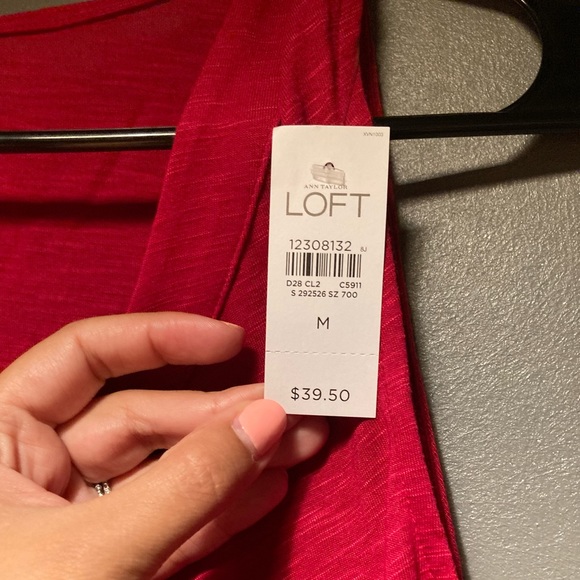 ANN TAYLOR
LOFT
12308132
D28 CL2 C5911
S 292526 SZ 700
M
$39.50